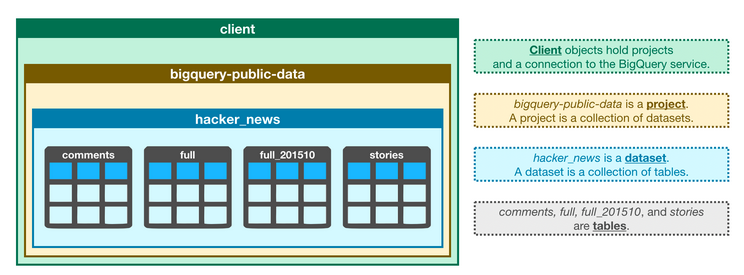 client
bigquery-public-data
hacker_news
comments
full
full_201510
stories
Client objects hold projects
and a connection to the BigQuery service.
bigquery-public-data is a project.
A project is a collection of datasets.
hacker_news is a dataset.
A dataset is a collection of tables.
comments, full, full_201510, and stories
are tables.